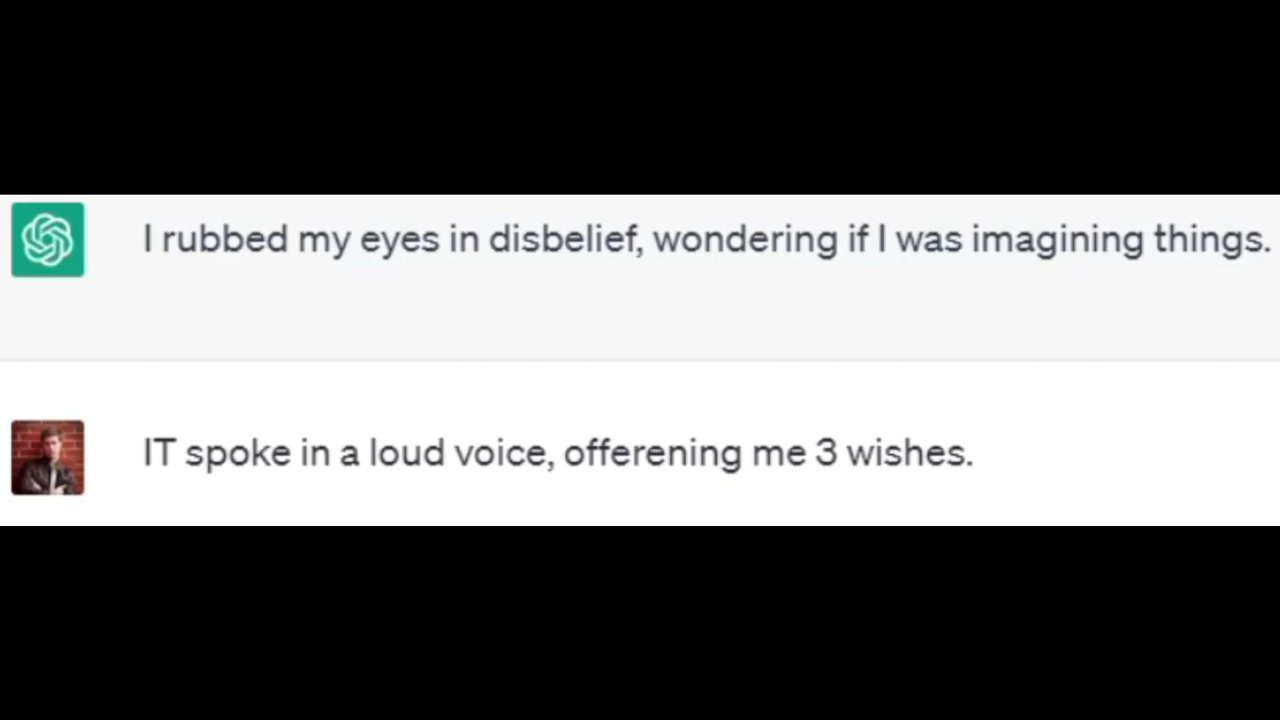 I rubbed my eyes in disbelief, wondering if I was imagining things.
IT spoke in a loud voice, offerening me 3 wishes.